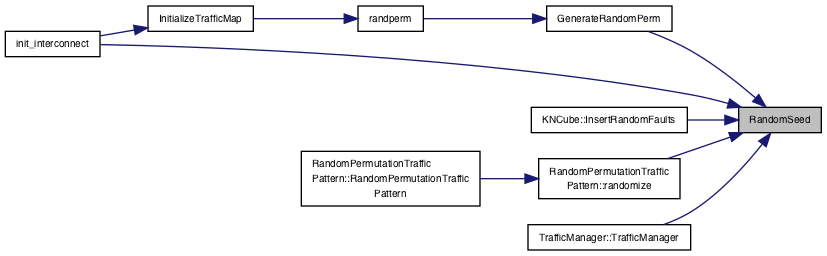 InitializeTrafficMap
randperm
GenerateRandomPerm
init_interconnect
KNCube::InsertRandomFaults
RandomSeed
RandomPermutationTraffic
Pattern::RandomPermutationTraffic
Pattern
RandomPermutationTraffic
Pattern::randomize
TrafficManager::TrafficManager